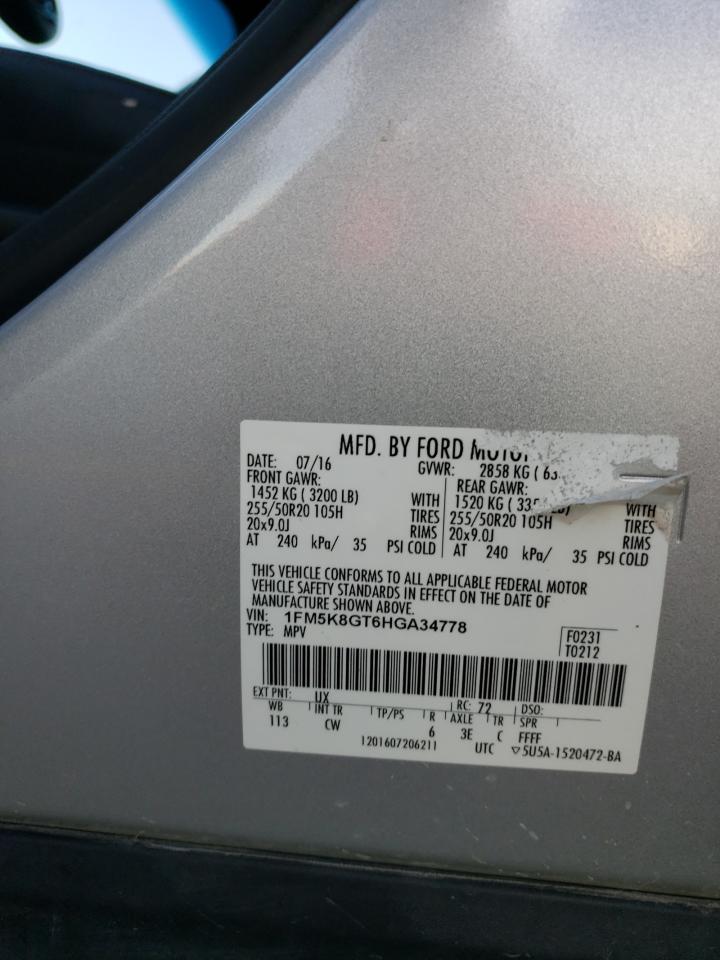 MFD. BY FORD MOTOR
DATE: 07/16 GVWR: 2858 KG ( 63
FRONT GAWR: REAR GAWR:
1452 KG ( 3200 LB) WITH 1520 KG ( 335 LB) WITH
255/50R20 105H TIRES 255/50R20 105H TIRES
20x9.0J RIMS 20x9.0J RIMS
AT 240 kPa/ 35 PSI COLD AT 240 kPa/ 35 PSI COLD
THIS VEHICLE CONFORMS TO ALL APPLICABLE FEDERAL MOTOR
VEHICLE SAFETY STANDARDS IN EFFECT ON THE DATE OF
MANUFACTURE SHOWN ABOVE.
VIN: 1FM5K8GT6HGA34778 F0231
TYPE: MPV T0212
EXT PNT: UX RC: 72 DSO:
WB INT TR TP/PS R AXLE TR SPR
113 CW 6 3E C FFFF
1201607206211 UTC ▽5U5A-1520472-BA